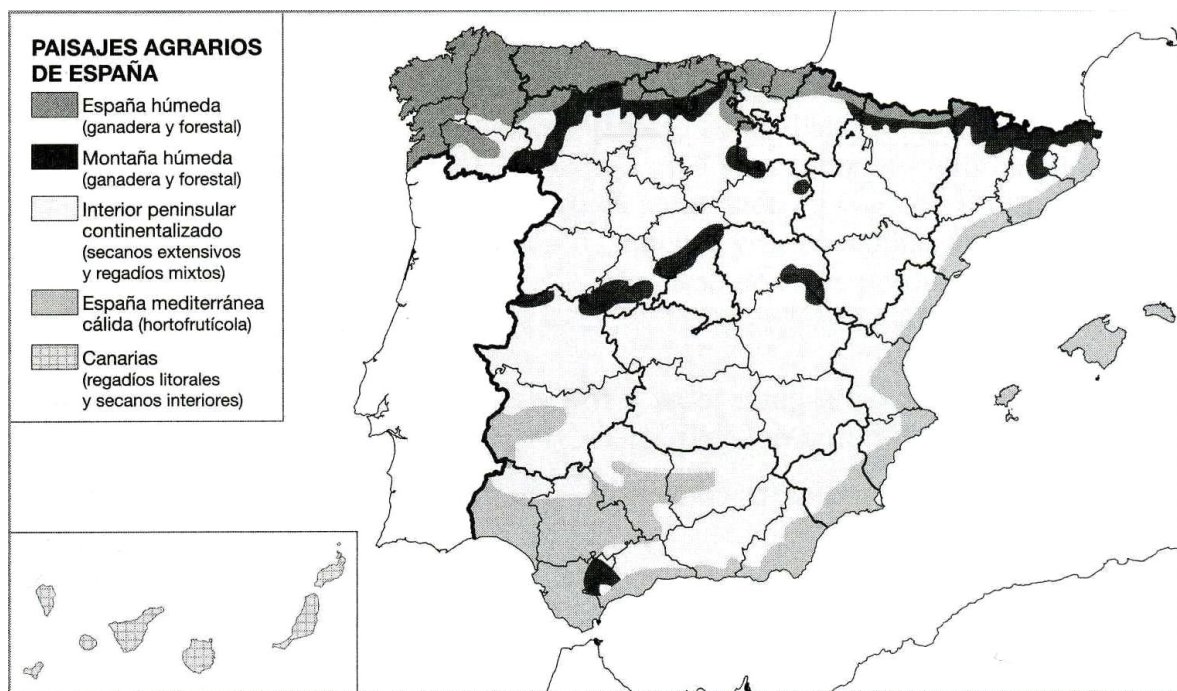 PAISAJES AGRARIOS
DE ESPAÑA
España húmeda
(ganadera y forestal)
Montaña húmeda
(ganadera y forestal)
Interior peninsular
continentalizado
(secanos extensivos
y regadíos mixtos)
España mediterránea
cálida (hortofrutícola)
Canarias
(regadíos litorales
y secanos interiores)